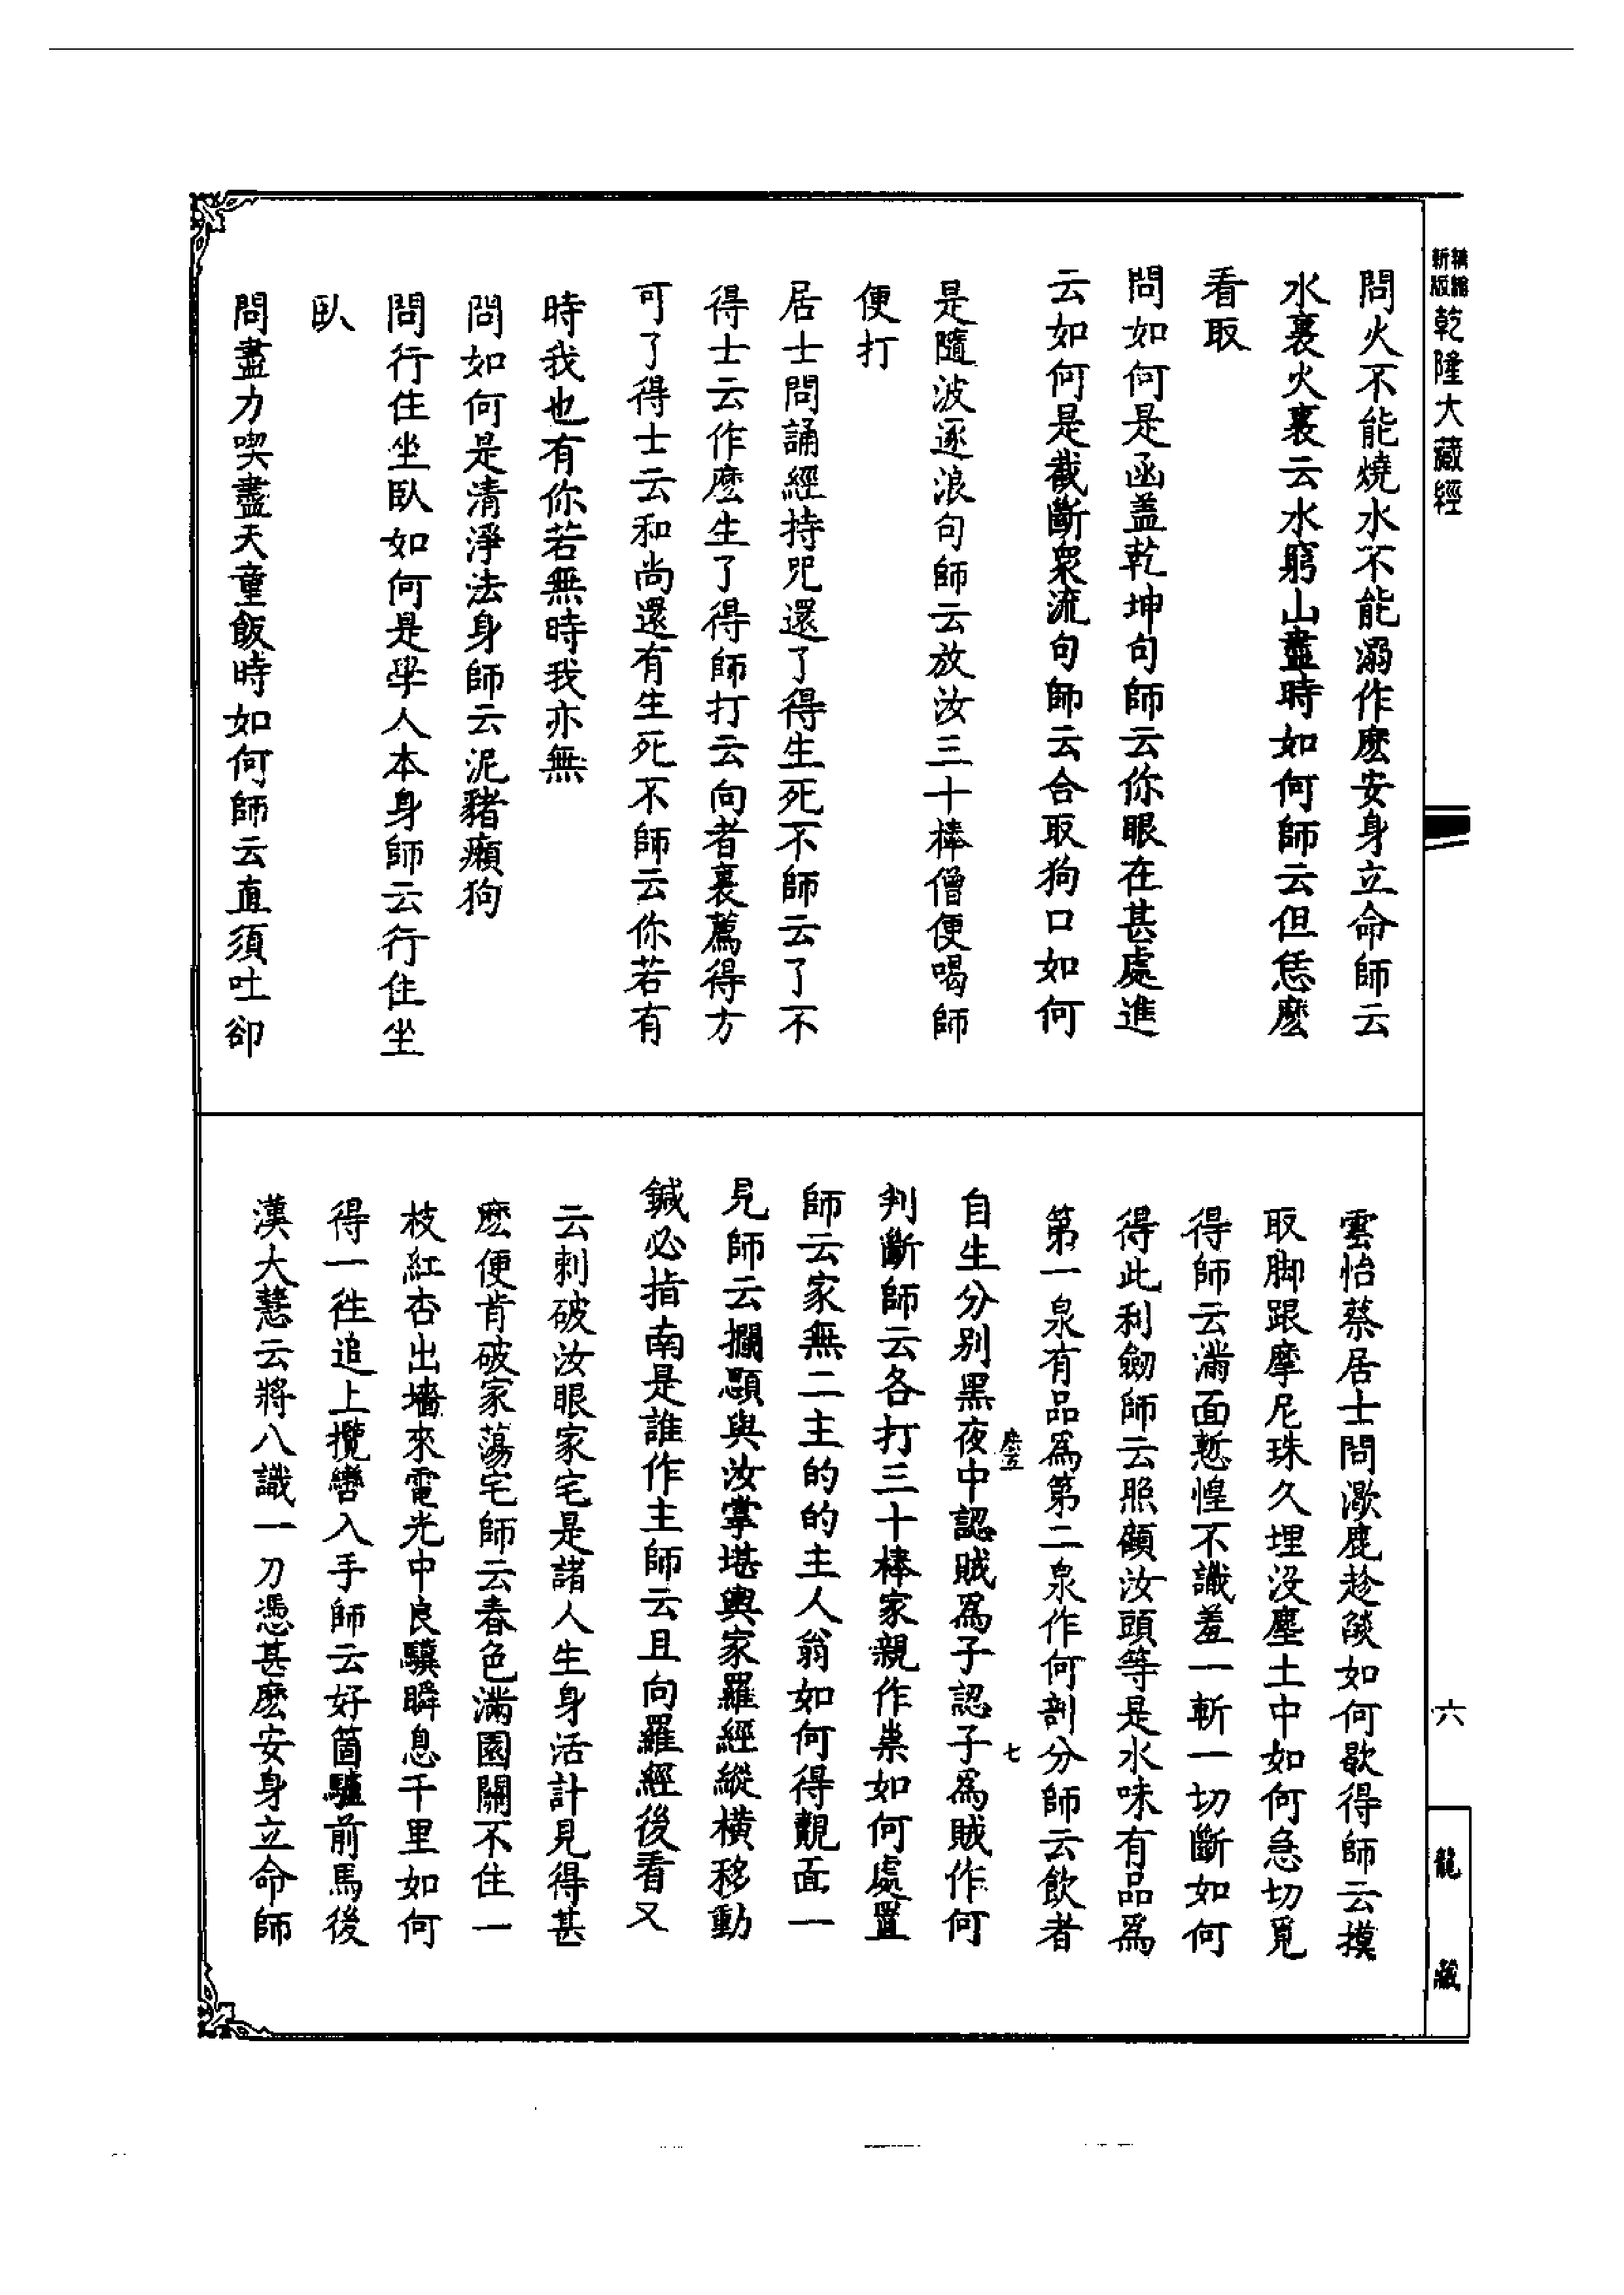 新版
精縮
乾隆大藏經
六
龍藏
問火不能燒水不能溺作麽安身立命師云
水裏火裏云水窮山盡時如何師云但恁麽
看取
問如何是函盖乾坤句師云你眼在甚處進
云如何是截斷衆流句師云合取狗口如何
是隨波逐浪句師云放汝三十棒僧便喝師
便打
居士問誦經持咒還了得生死不師云了不
得士云作麽生了得師打云向者裏薦得方
可了得士云和尚還有生死不師云你若有
時我也有你若無時我亦無
問如何是清淨法身師云泥豬癩狗
問行住坐臥如何是學人本身師云行住坐
臥
問盡力喫盡天童飯時如何師云直須吐卻
雲怡蔡居士問渴鹿趁燄如何歇得師云摸
取脚跟摩尼珠久埋没塵土中如何急切覓
得師云滿面慙惶不識羞一斬一切斷如何
得此利劒師云照顧汝頭等是水味有品爲
第一泉有品爲第二泉作何剖分師云飲者
自生分别黑夜中認賊爲子認子爲賊作何
七
判斷師云各打三十棒家親作祟如何處置
師云家無二主的的主人翁如何得覿面一
見師云攔顋與汝掌堪輿家羅經縱橫移動
鍼必指南是誰作主師云且向羅經後看又
云刺破汝眼家宅是諸人生身活計見得甚
麽便肯破家蕩宅師云春色滿園關不住一
枝紅杏出墻來電光中良驥瞬息千里如何
得一徃追上攬轡入手師云好箇驢前馬後
漢大慧云將八識一刀憑甚麽安身立命師